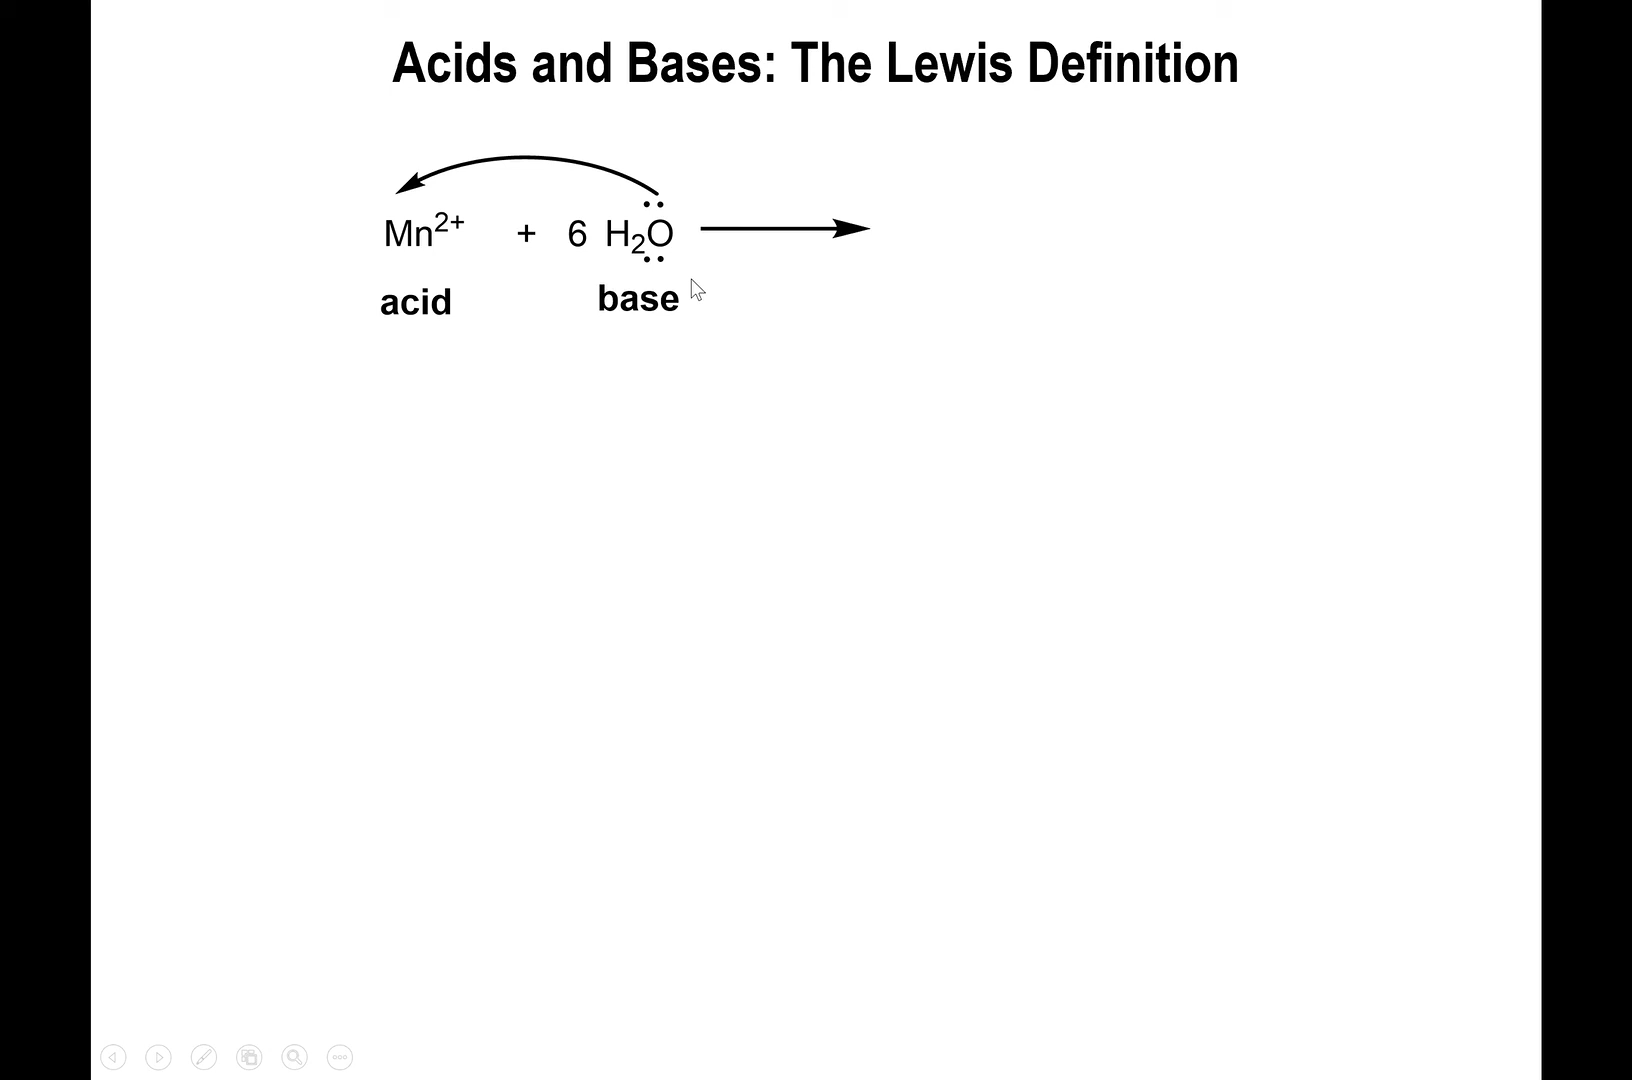 Acids and Bases: The Lewis Definition
Mn²⁺ + 6 H₂O
acid base